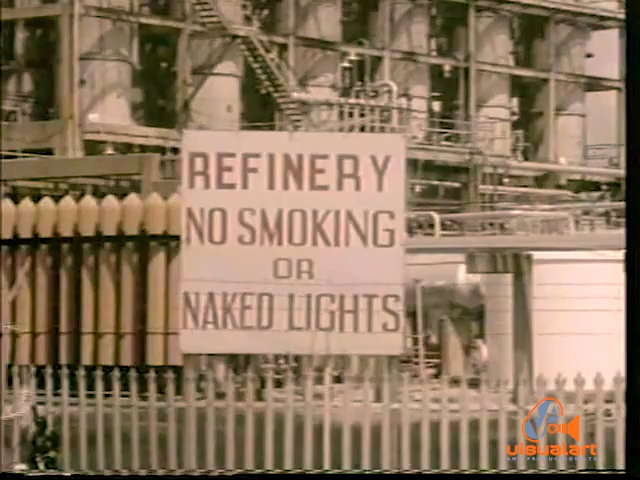 REFINERY
NO SMOKING
OR
NAKED LIGHTS
visualart